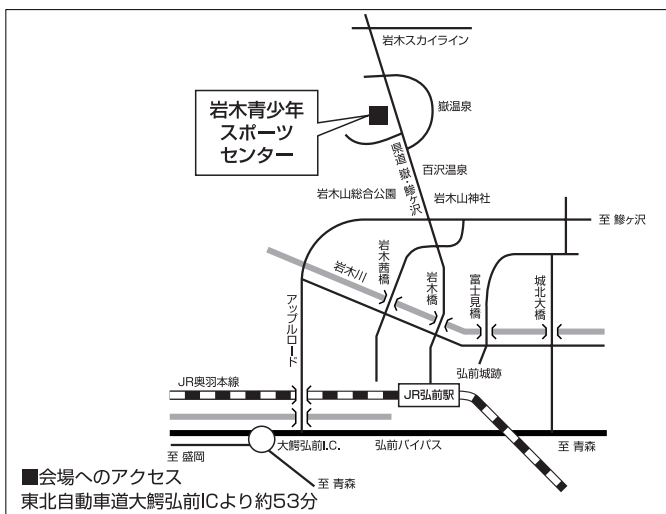 岩木スカイライン
岩木青少年
スポーツ
センター
嶽温泉
県道 嶽・鰺ヶ沢
百沢温泉
岩木山総合公園
岩木山神社
至 鰺ヶ沢
岩木川
岩木茜橋
岩木橋
富士見橋
城北大橋
アップルロード
弘前城跡
JR奥羽本線
JR弘前駅
至 盛岡
大鰐弘前I.C.
弘前バイパス
至 青森
至 青森
■会場へのアクセス
東北自動車道大鰐弘前ICより約53分